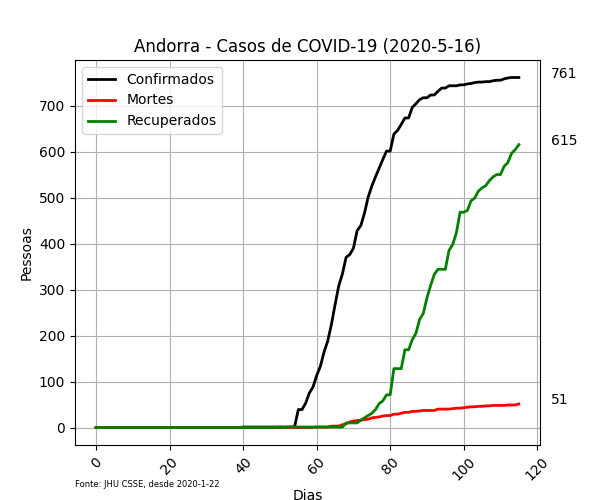 Andorra - Casos de COVID-19 (2020-5-16)
Confirmados
Mortes
Recuperados
761
615
51
Pessoas
700
600
500
400
300
200
100
0
0
20
40
60
80
100
120
Fonte: JHU CSSE, desde 2020-1-22
Dias